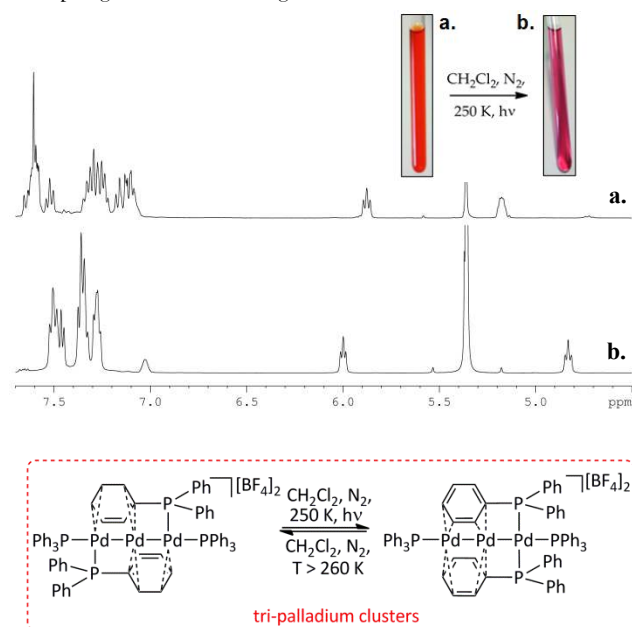 a.
b.
CH2Cl2, N2,
250 K, hν
a.
b.
7.5 7.0 6.5 6.0 5.5 5.0 ppm
Ph
[BF4]2
P
Ph
Ph3P Pd Pd Pd PPh3
Ph
P
Ph
CH2Cl2, N2,
250 K, hν
CH2Cl2, N2,
T > 260 K
Ph
[BF4]2
P
Ph
Ph3P Pd Pd Pd PPh3
P
Ph
Ph
tri-palladium clusters